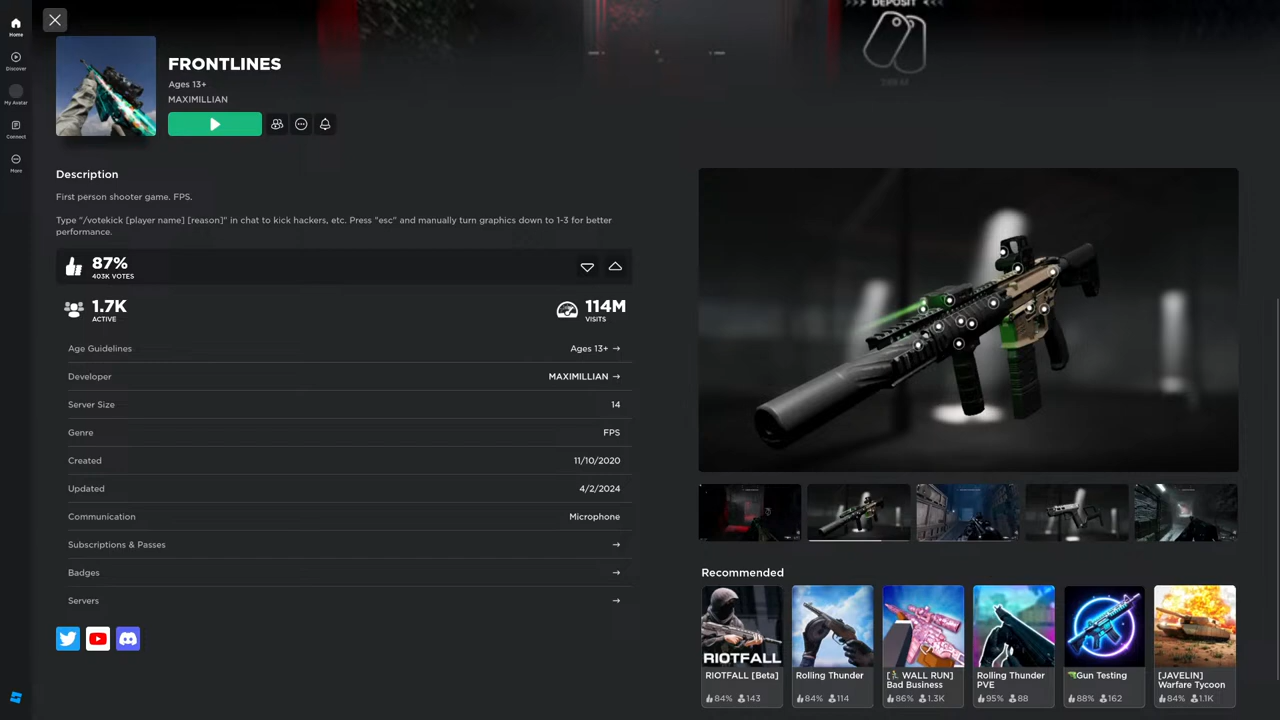 DEPOSIT
Home
Discover
My Avatar
Connect
More
FRONTLINES
Ages 13+
MAXIMILLIAN
Description
First person shooter game. FPS.
Type "/votekick [player name] [reason]" in chat to kick hackers, etc. Press "esc" and manually turn graphics down to 1-3 for better
performance.
87%
403K VOTES
1.7K
ACTIVE
114M
VISITS
Age Guidelines Ages 13+ →
Developer MAXIMILLIAN →
Server Size 14
Genre FPS
Created 11/10/2020
Updated 4/2/2024
Communication Microphone
Subscriptions & Passes →
Badges →
Servers →
Recommended
RIOTFALL
RIOTFALL [Beta]
84% 143
Rolling Thunder
84% 114
[🏃 WALL RUN]
Bad Business
86% 1.3K
Rolling Thunder
PVE
95% 88
🔫Gun Testing
88% 162
[JAVELIN]
Warfare Tycoon
84% 1.1K